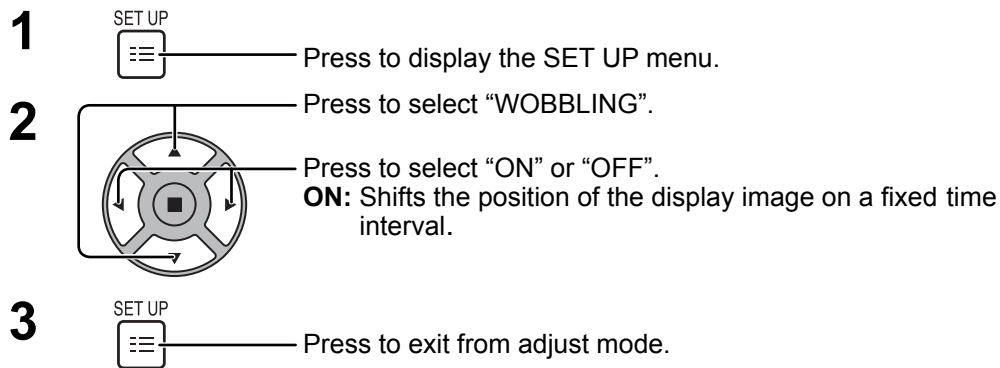 1
SET UP
Press to display the SET UP menu.
2
Press to select “WOBBLING”.
Press to select “ON” or “OFF”.
ON: Shifts the position of the display image on a fixed time
interval.
3
SET UP
Press to exit from adjust mode.